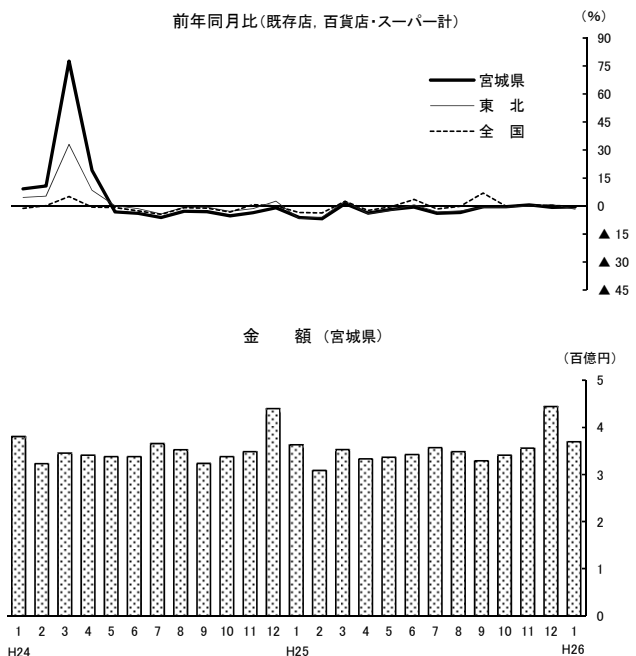 前年同月比(既存店，百貨店・スーパー計)
(%)
90
75
60
45
30
15
0
▲ 15
▲ 30
▲ 45
宮城県
東 北
全 国
金 額 (宮城県)
(百億円)
5
4
3
2
1
0
1 2 3 4 5 6 7 8 9 10 11 12 1 2 3 4 5 6 7 8 9 10 11 12 1
H24 H25 H26